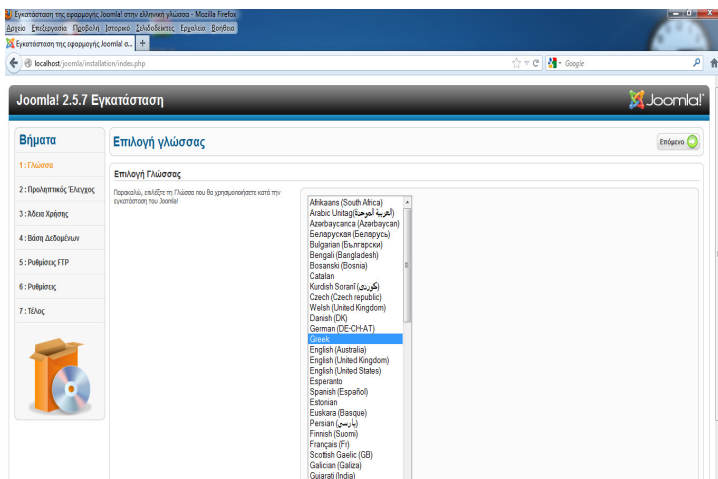 Εγκατάσταση της εφαρμογής Joomla! στην ελληνική γλώσσα - Mozilla Firefox
Αρχείο Επεξεργασία Προβολή Ιστορικό Σελιδοδείκτες Εργαλεία Βοήθεια
Εγκατάσταση της εφαρμογής Joomla! σ...
localhost/joomla/installation/index.php
Google
Joomla! 2.5.7 Εγκατάσταση
Joomla!
Βήματα
Επιλογή γλώσσας
Επόμενο
1 : Γλώσσα
2 : Προληπτικός Έλεγχος
3 : Άδεια Χρήσης
4 : Βάση Δεδομένων
5 : Ρυθμίσεις FTP
6 : Ρυθμίσεις
7 : Τέλος
Επιλογή Γλώσσας
Παρακαλώ, επιλέξτε τη Γλώσσα που θα χρησιμοποιήσετε κατά την
εγκατάσταση του Joomla!
Afrikaans (South Africa)
Arabic Unitag (العربية الموحدة)
Azərbaycanca (Azərbaycan)
Беларуская (Беларусь)
Bulgarian (Български)
Bengali (Bangladesh)
Bosanski (Bosnia)
Catalan
Kurdish Soranî (کوردى)
Czech (Czech republic)
Welsh (United Kingdom)
Danish (DK)
German (DE-CH-AT)
Greek
English (Australia)
English (United Kingdom)
English (United States)
Esperanto
Spanish (Español)
Estonian
Euskara (Basque)
Persian (پارسی)
Finnish (Suomi)
Français (Fr)
Scottish Gaelic (GB)
Galician (Galiza)
Gujarati (India)